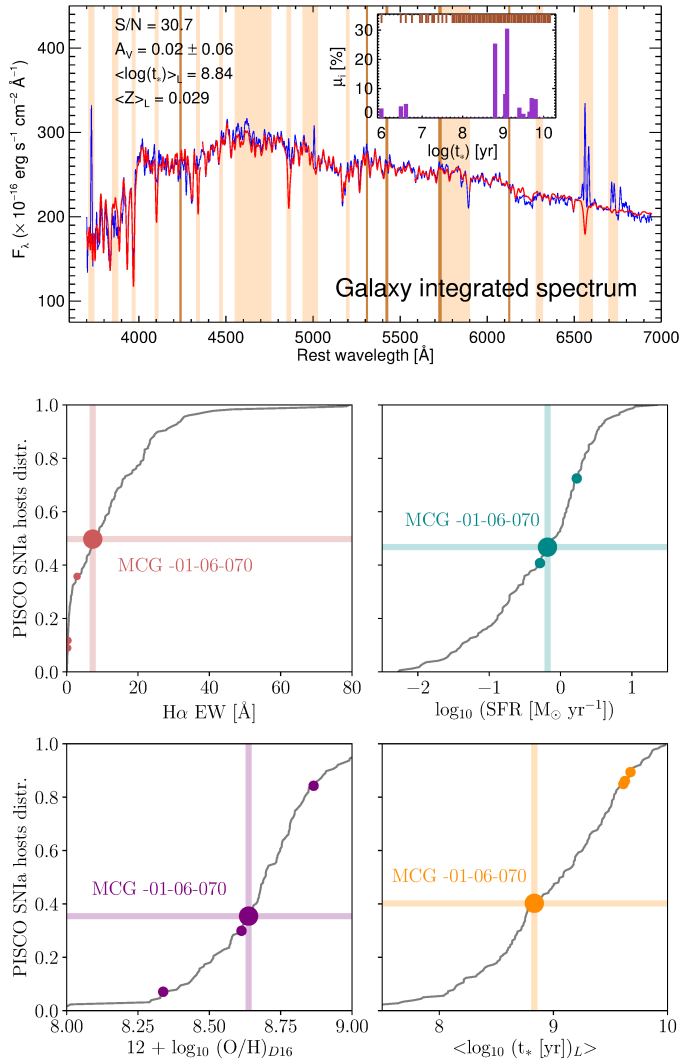 S/N = 30.7
A_V = 0.02 ± 0.06
<log(t_*)>_L = 8.84
<Z>_L = 0.029
μ_i [%]
30
20
10
0
6 7 8 9 10
log(t_*) [yr]
F_λ (× 10^−16 erg s^−1 cm^−2 Å^−1)
400
300
200
100
Galaxy integrated spectrum
4000 4500 5000 5500 6000 6500 7000
Rest wavelegth [Å]
PISCO SNIa hosts distr.
1.0
0.8
0.6
0.4
0.2
0.0
MCG -01-06-070
0 20 40 60 80
Hα EW [Å]
MCG -01-06-070
−2 −1 0 1
log_10 (SFR [M_⊙ yr^−1])
PISCO SNIa hosts distr.
1.0
0.8
0.6
0.4
0.2
0.0
MCG -01-06-070
8.00 8.25 8.50 8.75 9.00
12 + log_10 (O/H)_D16
MCG -01-06-070
8 9 10
<log_10 (t_* [yr])_L>